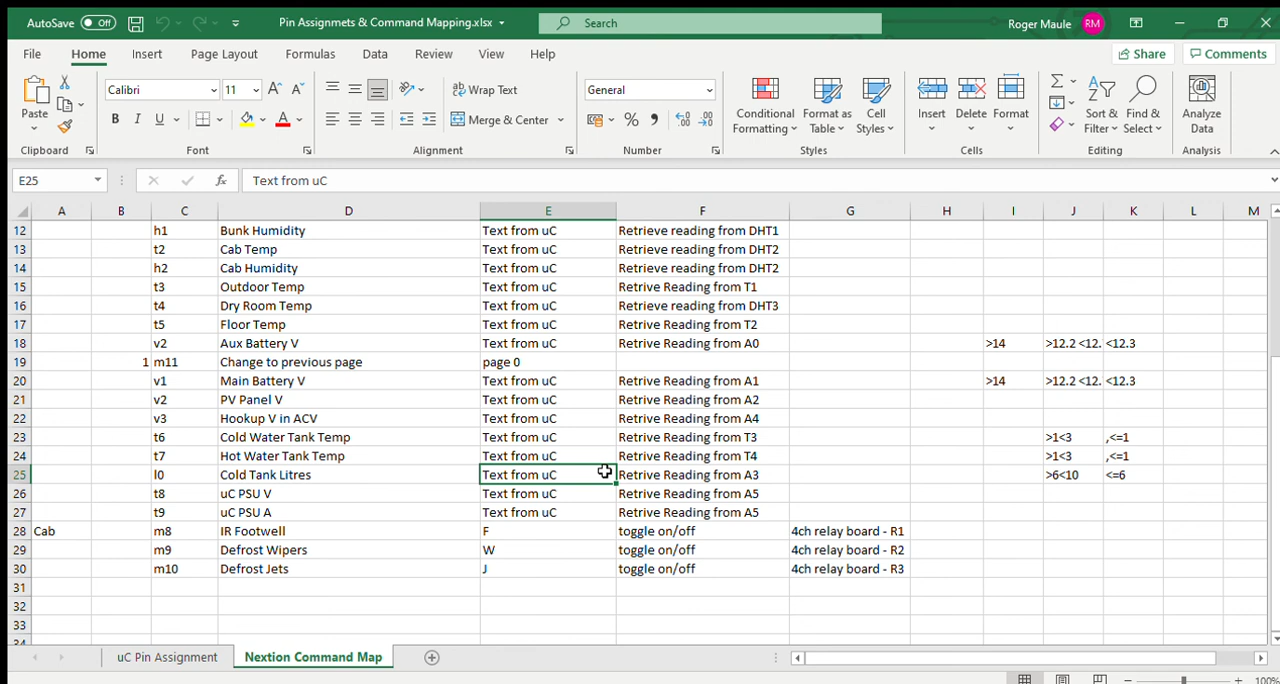 AutoSave Off Pin Assignmets & Command Mapping.xlsx Search Roger Maule RM
File Home Insert Page Layout Formulas Data Review View Help Share Comments
Calibri 11 Wrap Text General
Paste B I U Merge & Center % Conditional Formatting Format as Table Cell Styles Insert Delete Format Sort & Filter Find & Select Analyze Data
Clipboard Font Alignment Number Styles Cells Editing Analysis
E25 fx Text from uC
A B C D E F G H I J K L M
12 h1 Bunk Humidity Text from uC Retrieve reading from DHT1
13 t2 Cab Temp Text from uC Retrieve reading from DHT2
14 h2 Cab Humidity Text from uC Retrieve reading from DHT2
15 t3 Outdoor Temp Text from uC Retrive Reading from T1
16 t4 Dry Room Temp Text from uC Retrieve reading from DHT3
17 t5 Floor Temp Text from uC Retrive Reading from T2
18 v2 Aux Battery V Text from uC Retrive Reading from A0 >14 >12.2 <12. <12.3
19 1 m11 Change to previous page page 0
20 v1 Main Battery V Text from uC Retrive Reading from A1 >14 >12.2 <12. <12.3
21 v2 PV Panel V Text from uC Retrive Reading from A2
22 v3 Hookup V in ACV Text from uC Retrive Reading from A4
23 t6 Cold Water Tank Temp Text from uC Retrive Reading from T3 >1<3 ,<=1
24 t7 Hot Water Tank Temp Text from uC Retrive Reading from T4 >1<3 ,<=1
25 l0 Cold Tank Litres Text from uC Retrive Reading from A3 >6<10 <=6
26 t8 uC PSU V Text from uC Retrive Reading from A5
27 t9 uC PSU A Text from uC Retrive Reading from A5
28 Cab m8 IR Footwell F toggle on/off 4ch relay board - R1
29 m9 Defrost Wipers W toggle on/off 4ch relay board - R2
30 m10 Defrost Jets J toggle on/off 4ch relay board - R3
31
32
33
34
uC Pin Assignment Nextion Command Map
100%